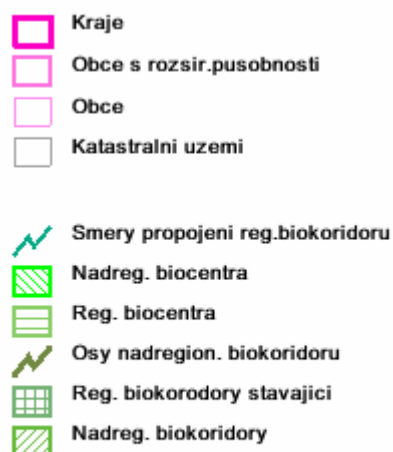 Kraje
Obce s rozsir.pusobnosti
Obce
Katastralni uzemi
Smery propojeni reg.biokoridoru
Nadreg. biocentra
Reg. biocentra
Osy nadregion. biokoridoru
Reg. biokorodory stavajici
Nadreg. biokoridory